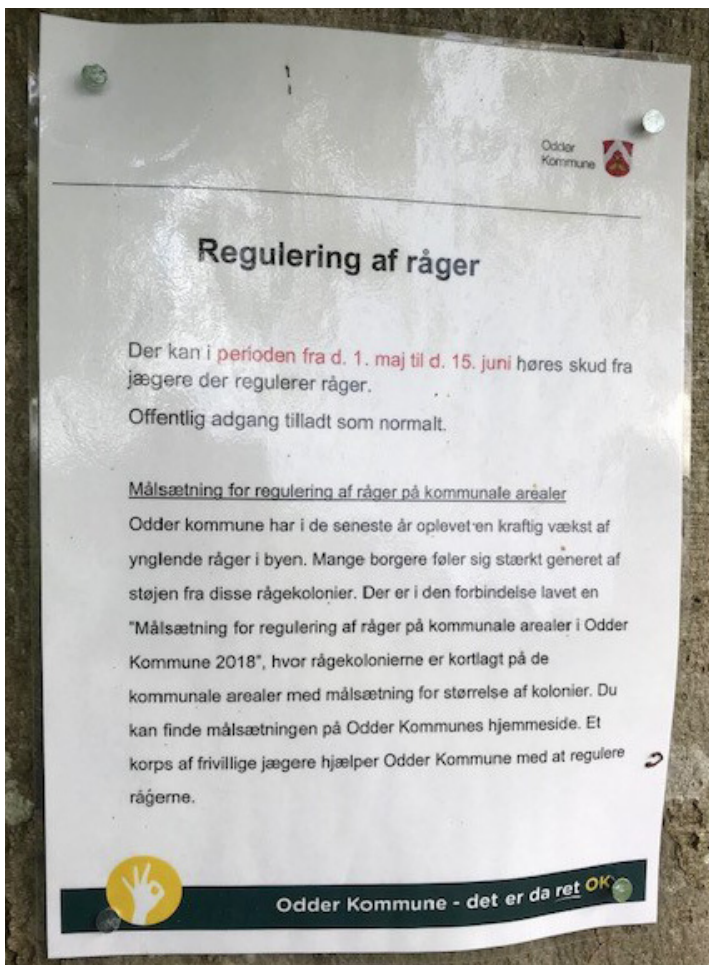 Odder
Kommune
Regulering af råger
Der kan i perioden fra d. 1. maj til d. 15. juni høres skud fra
jægere der regulerer råger.
Offentlig adgang tilladt som normalt.
Målsætning for regulering af råger på kommunale arealer
Odder kommune har i de seneste år oplevet en kraftig vækst af
ynglende råger i byen. Mange borgere føler sig stærkt generet af
støjen fra disse rågekolonier. Der er i den forbindelse lavet en
"Målsætning for regulering af råger på kommunale arealer i Odder
Kommune 2018", hvor rågekolonierne er kortlagt på de
kommunale arealer med målsætning for størrelse af kolonier. Du
kan finde målsætningen på Odder Kommunes hjemmeside. Et
korps af frivillige jægere hjælper Odder Kommune med at regulere
rågerne.
Odder Kommune - det er da ret OK